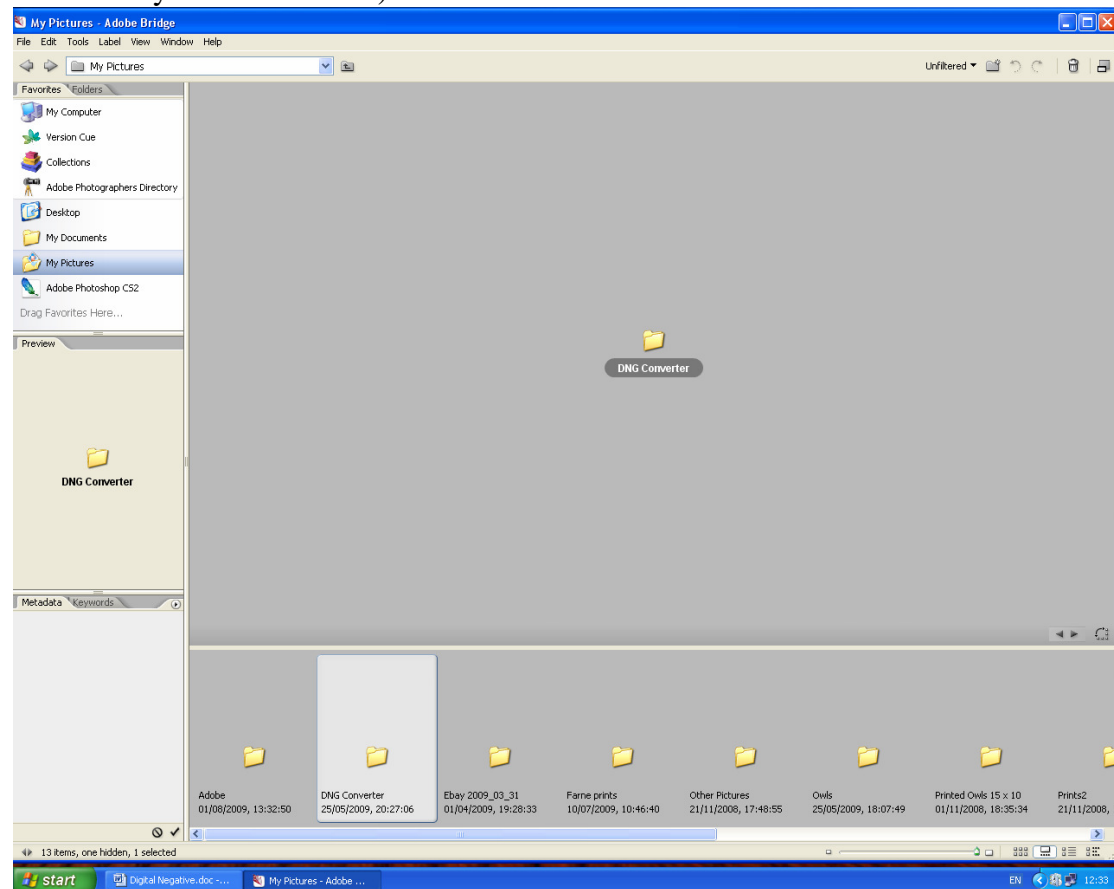 My Pictures - Adobe Bridge
File Edit Tools Label View Window Help
My Pictures
Unfiltered
Favorites Folders
My Computer
Version Cue
Collections
Adobe Photographers Directory
Desktop
My Documents
My Pictures
Adobe Photoshop CS2
Drag Favorites Here...
Preview
DNG Converter
DNG Converter
Metadata Keywords
Adobe
01/08/2009, 13:32:50
DNG Converter
25/05/2009, 20:27:06
Ebay 2009_03_31
01/04/2009, 19:28:33
Farne prints
10/07/2009, 10:46:40
Other Pictures
21/11/2008, 17:48:55
Owls
25/05/2009, 18:07:49
Printed Owls 15 x 10
01/11/2008, 18:35:34
Prints2
21/11/2008,
13 items, one hidden, 1 selected
start
Digital Negative.doc -...
My Pictures - Adobe ...
EN
12:33